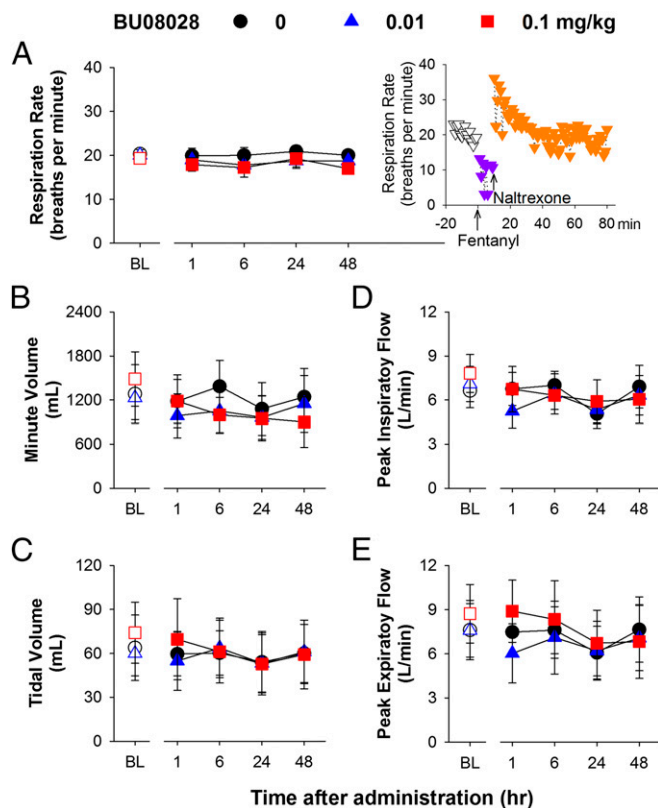 BU08028 0 0.01 0.1 mg/kg
A
Respiration Rate
(breaths per minute)
40
30
20
10
0
BL 1 6 24 48
Respiration Rate
(breaths per minute)
40
30
20
10
0
Naltrexone
-20 20 40 60 80 min
Fentanyl
B
Minute Volume
(mL)
2400
1800
1200
600
0
BL 1 6 24 48
D
Peak Inspiratoy Flow
(L/min)
12
9
6
3
0
BL 1 6 24 48
C
Tidal Volume
(mL)
120
90
60
30
0
BL 1 6 24 48
E
Peak Expiratoy Flow
(L/min)
12
9
6
3
0
BL 1 6 24 48
Time after administration (hr)